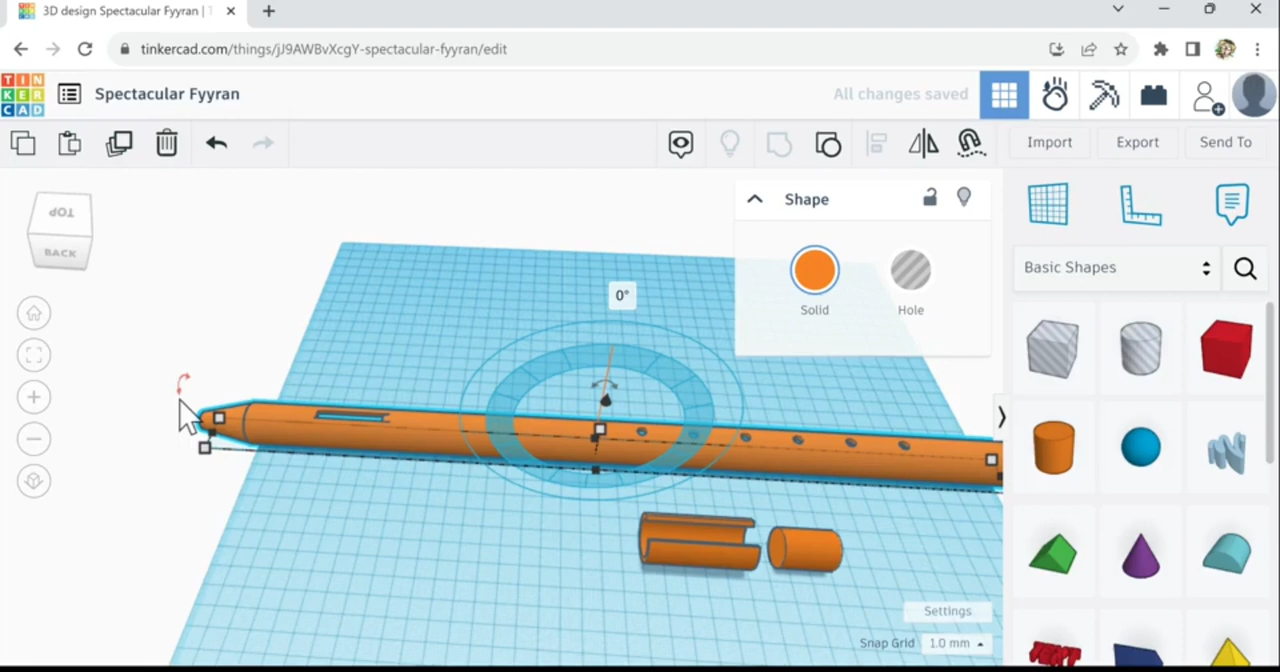 3D design Spectacular Fyyran | T
tinkercad.com/things/jJ9AWBvXcgY-spectacular-fyyran/edit
TIN
KER
CAD
Spectacular Fyyran
All changes saved
Import
Export
Send To
TOP
BACK
Shape
Solid
Hole
0°
Basic Shapes
TEXT
Settings
Snap Grid
1.0 mm